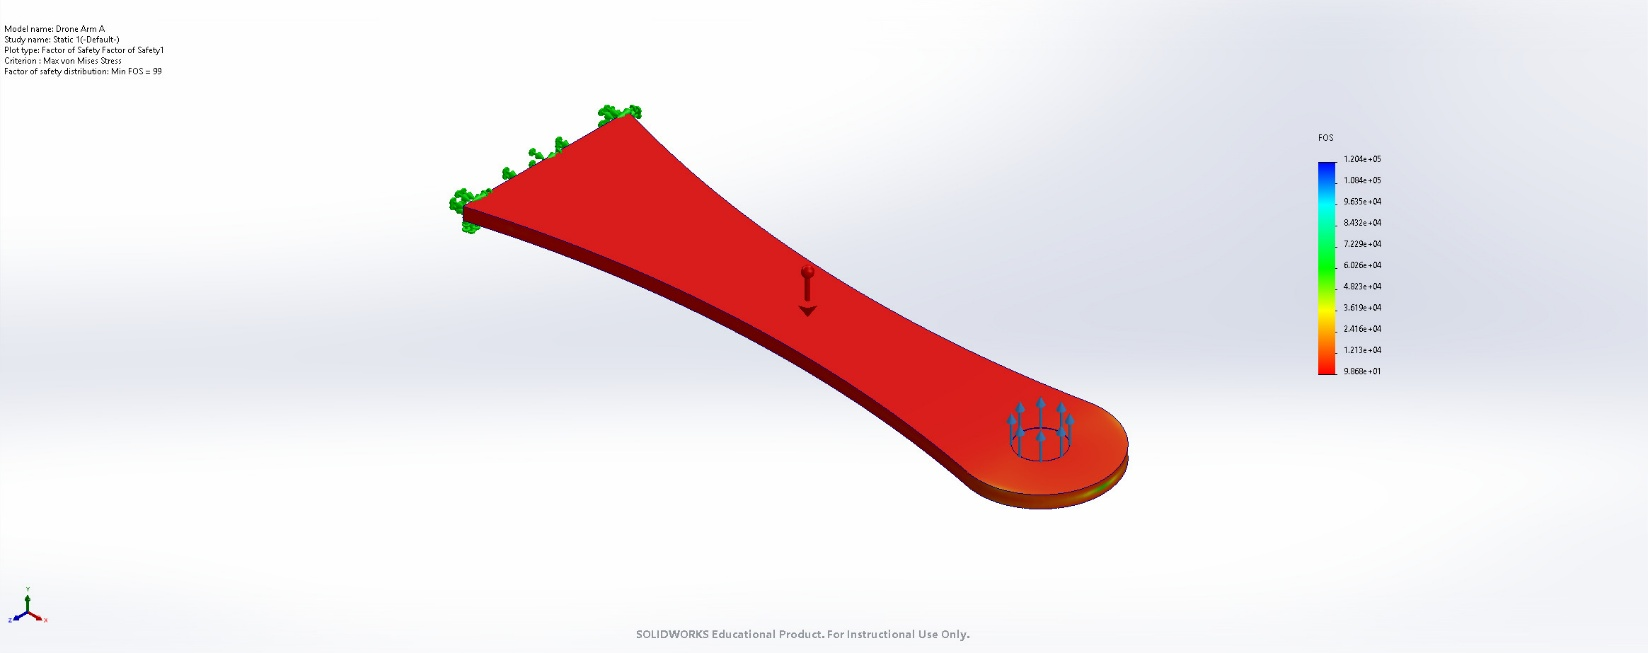 Model name: Drone Arm A
Study name: Static 1(-Default-)
Plot type: Factor of Safety Factor of Safety1
Criterion : Max von Mises Stress
Factor of safety distribution: Min FOS = 99
FOS
1.204e+05
1.084e+05
9.635e+04
8.432e+04
7.229e+04
6.026e+04
4.823e+04
3.619e+04
2.416e+04
1.213e+04
9.868e+01
Y
Z
X
SOLIDWORKS Educational Product. For Instructional Use Only.